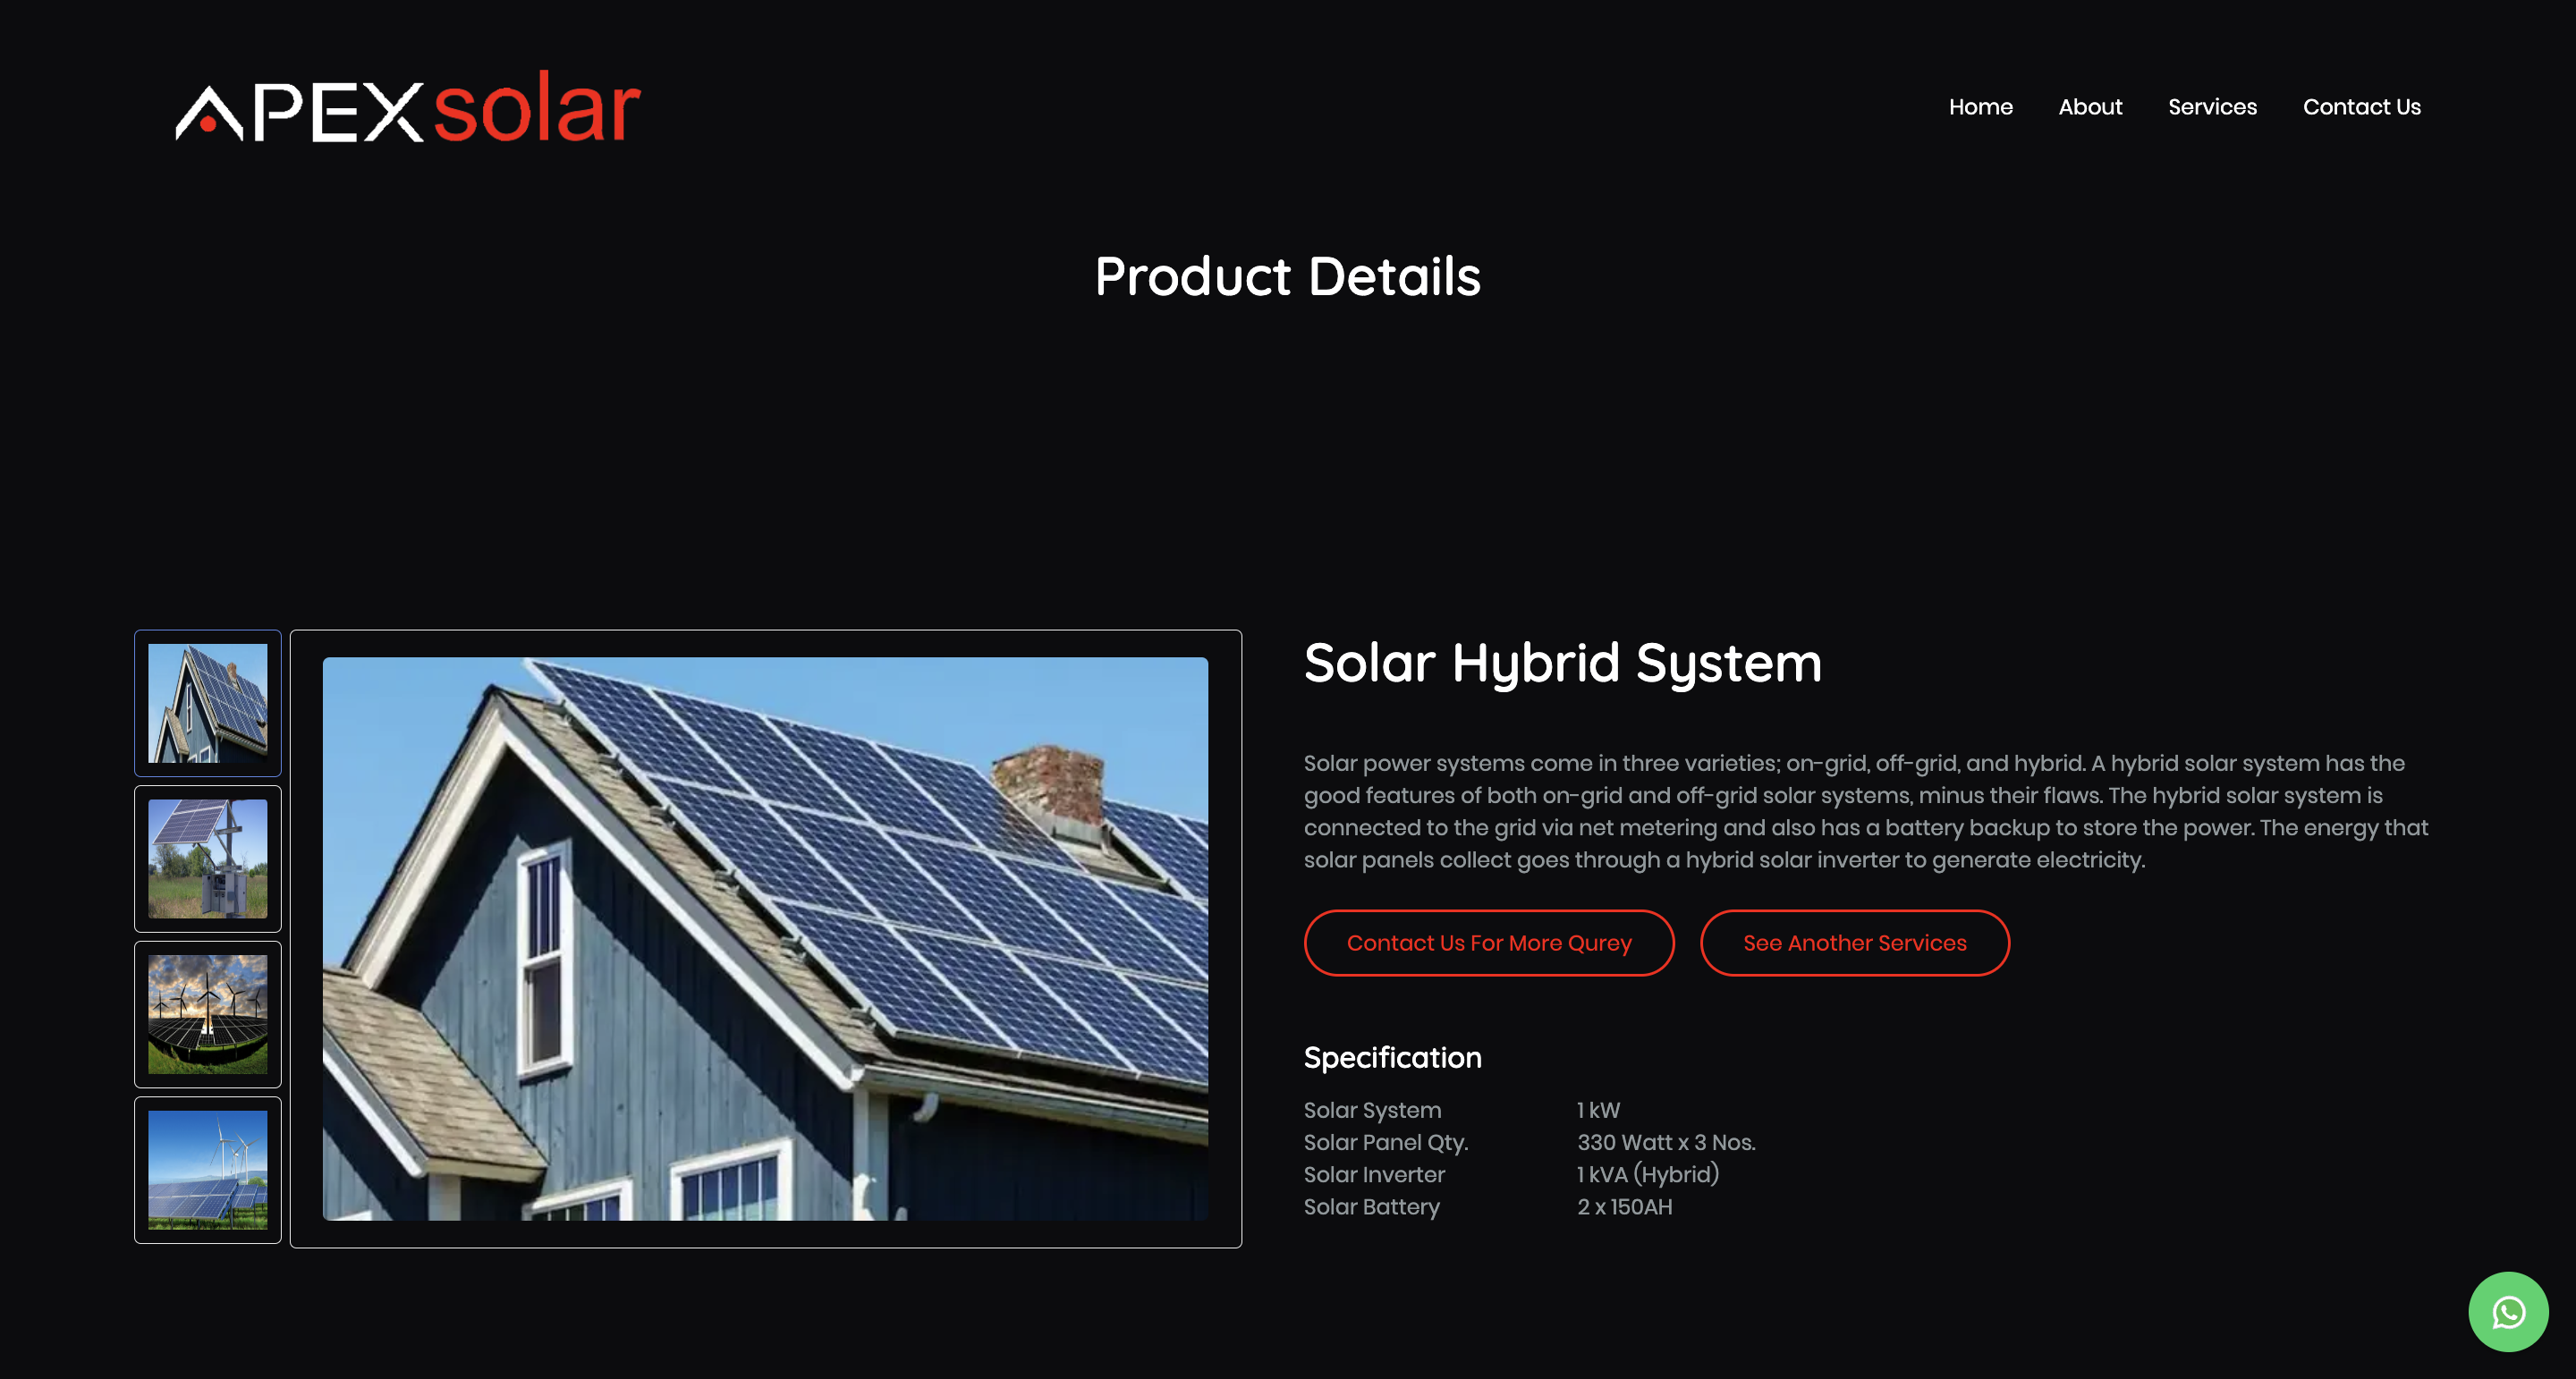 APEXsolar
Home About Services Contact Us
Product Details
Solar Hybrid System
Solar power systems come in three varieties; on-grid, off-grid, and hybrid. A hybrid solar system has the
good features of both on-grid and off-grid solar systems, minus their flaws. The hybrid solar system is
connected to the grid via net metering and also has a battery backup to store the power. The energy that
solar panels collect goes through a hybrid solar inverter to generate electricity.
Contact Us For More Qurey See Another Services
Specification
Solar System 1 kW
Solar Panel Qty. 330 Watt x 3 Nos.
Solar Inverter 1 kVA (Hybrid)
Solar Battery 2 x 150AH